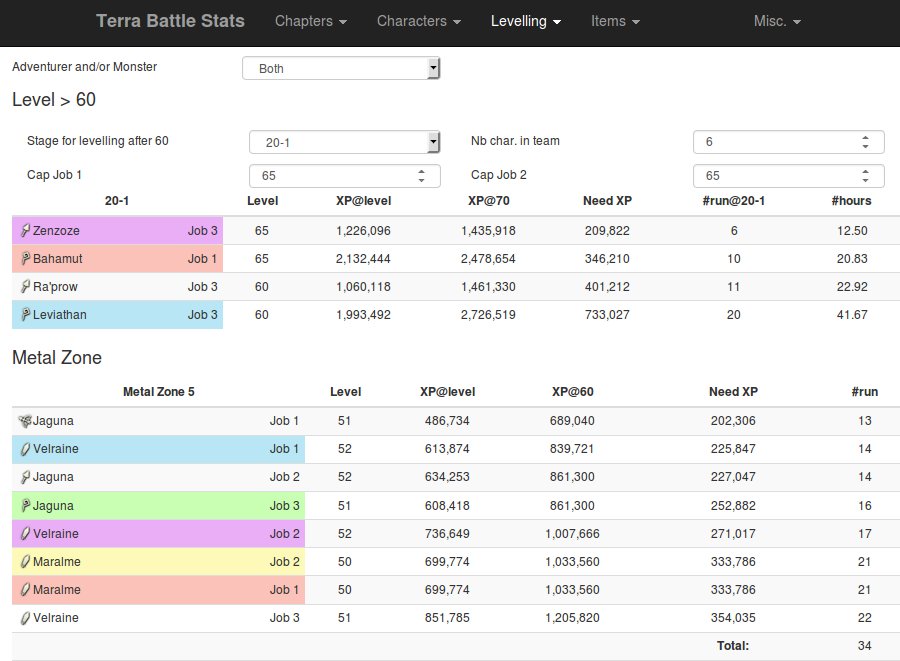 Terra Battle Stats Chapters Characters Levelling Items Misc.
Adventurer and/or Monster Both
Level > 60
Stage for levelling after 60 20-1 Nb char. in team 6
Cap Job 1 65 Cap Job 2 65
20-1 Level XP@level XP@70 Need XP #run@20-1 #hours
Zenzoze Job 3 65 1,226,096 1,435,918 209,822 6 12.50
Bahamut Job 1 65 2,132,444 2,478,654 346,210 10 20.83
Ra'prow Job 3 60 1,060,118 1,461,330 401,212 11 22.92
Leviathan Job 3 60 1,993,492 2,726,519 733,027 20 41.67
Metal Zone
Metal Zone 5 Level XP@level XP@60 Need XP #run
Jaguna Job 1 51 486,734 689,040 202,306 13
Velraine Job 1 52 613,874 839,721 225,847 14
Jaguna Job 2 52 634,253 861,300 227,047 14
Jaguna Job 3 51 608,418 861,300 252,882 16
Velraine Job 2 52 736,649 1,007,666 271,017 17
Maralme Job 2 50 699,774 1,033,560 333,786 21
Maralme Job 1 50 699,774 1,033,560 333,786 21
Velraine Job 3 51 851,785 1,205,820 354,035 22
Total: 34